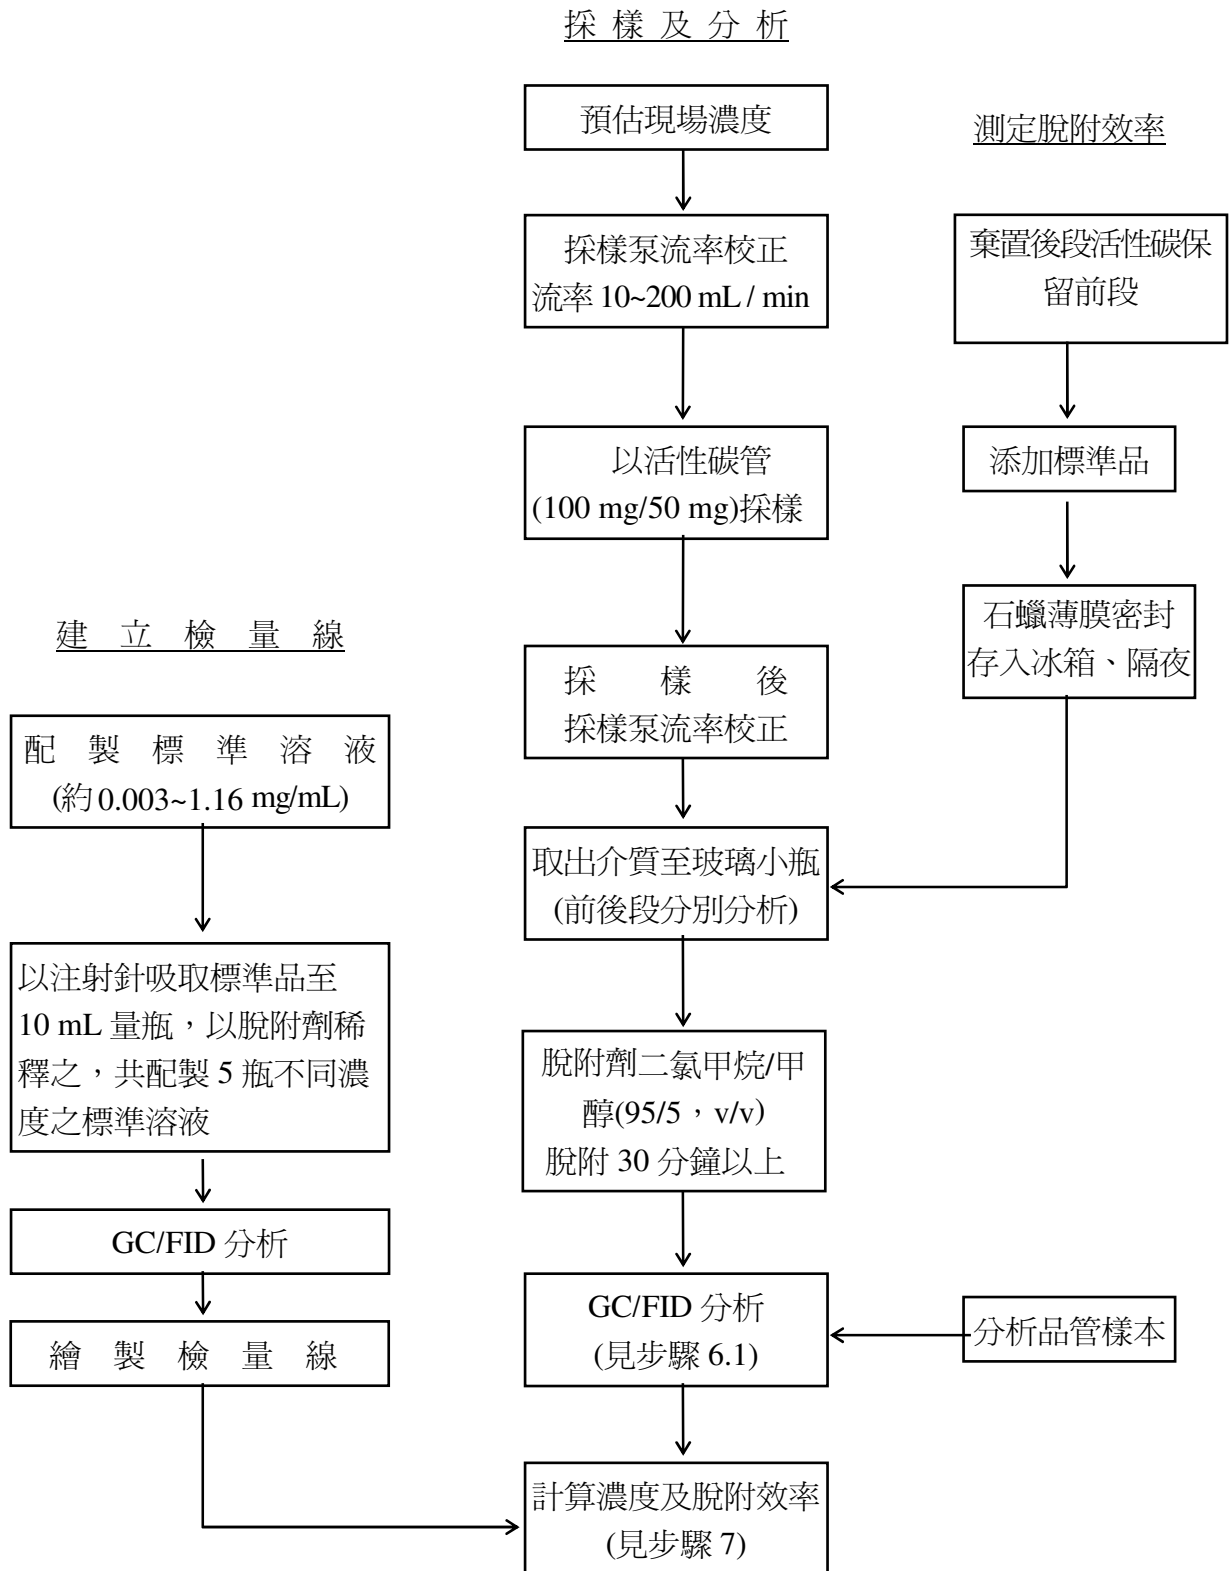 採樣及分析
預估現場濃度
測定脫附效率
採樣泵流率校正
流率 10~200 mL / min
棄置後段活性碳保
留前段
以活性碳管
(100 mg/50 mg)採樣
添加標準品
石蠟薄膜密封
存入冰箱、隔夜
建立檢量線
採樣後
採樣泵流率校正
配製標準溶液
(約 0.003~1.16 mg/mL)
取出介質至玻璃小瓶
(前後段分別分析)
以注射針吸取標準品至
10 mL 量瓶，以脫附劑稀
釋之，共配製 5 瓶不同濃
度之標準溶液
脫附劑二氯甲烷/甲
醇(95/5，v/v)
脫附 30 分鐘以上
GC/FID 分析
GC/FID 分析
(見步驟 6.1)
分析品管樣本
繪製檢量線
計算濃度及脫附效率
(見步驟 7)